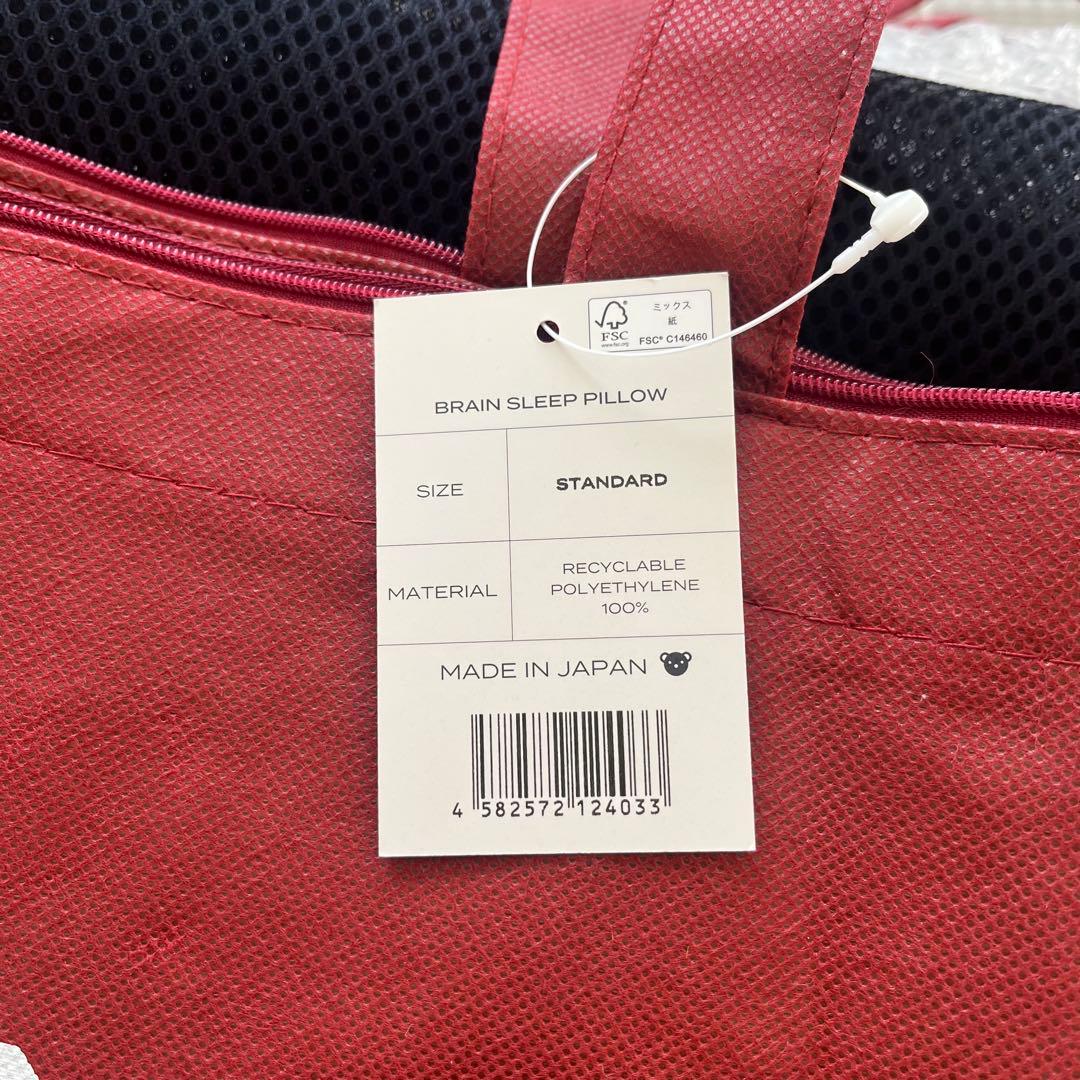 FSC
www.fsc.org
ミックス
紙
FSC® C146460
BRAIN SLEEP PILLOW
SIZE
STANDARD
MATERIAL
RECYCLABLE
POLYETHYLENE
100%
MADE IN JAPAN
4 582572 124033